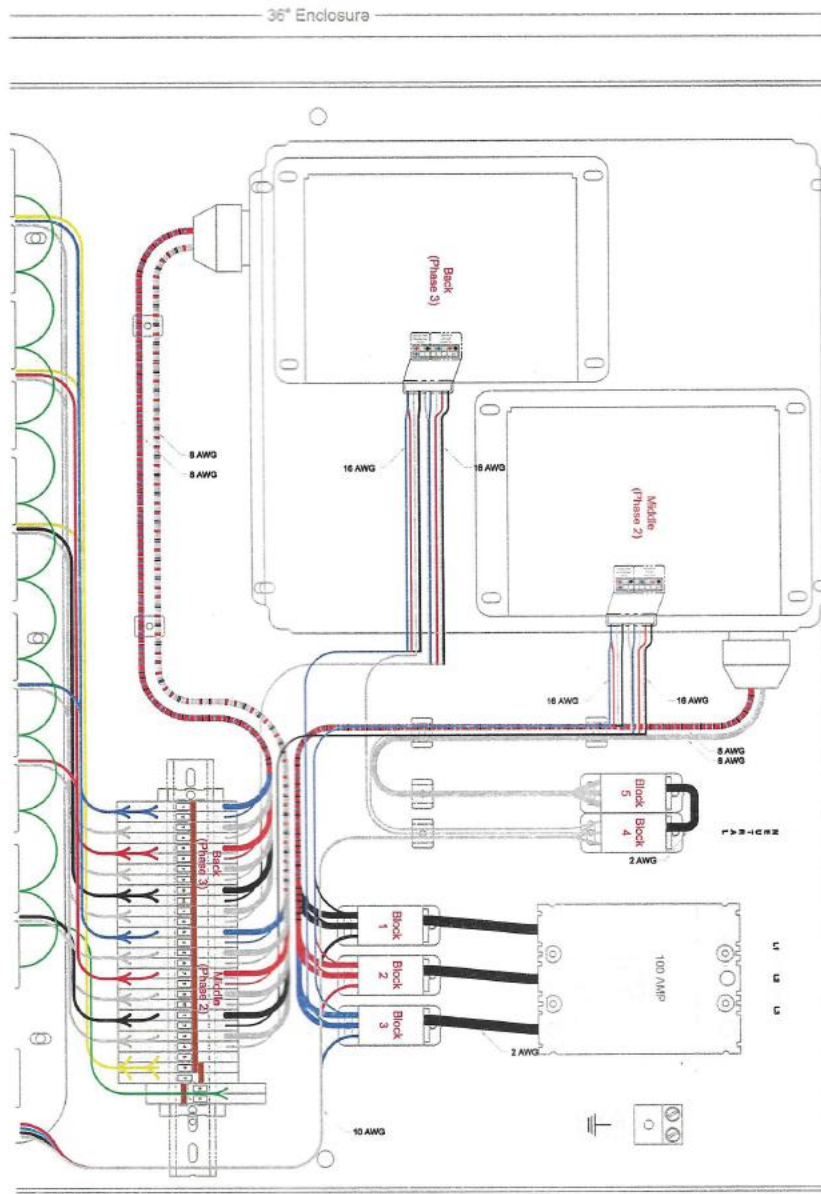 36" Enclosura
Back
(Phase 3)
8 AWG
8 AWG
16 AWG
16 AWG
Middle
(Phase 2)
16 AWG
16 AWG
8 AWG
8 AWG
Block
5
Block
4
NEUTRAL
2 AWG
Back
(Phase 3)
Middle
(Phase 2)
Block
1
Block
2
Block
3
100 AMP
L1
L2
L3
2 AWG
10 AWG